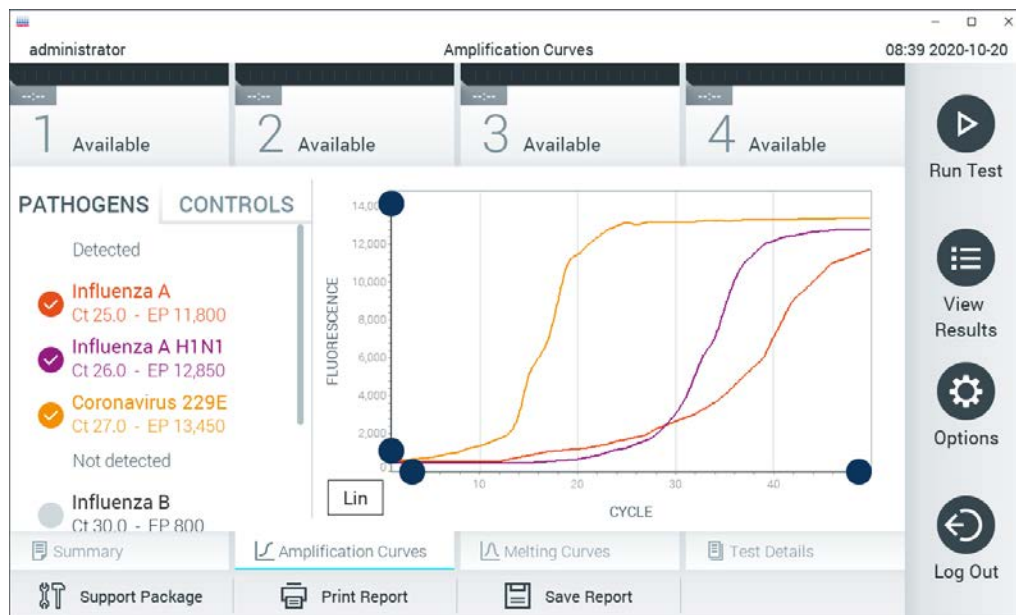 administrator
Amplification Curves
08:39 2020-10-20
--:--
1 Available
--:--
2 Available
--:--
3 Available
--:--
4 Available
Run Test
View
Results
Options
Log Out
PATHOGENS
CONTROLS
Detected
Influenza A
Ct 25.0 - EP 11,800
Influenza A H1N1
Ct 26.0 - EP 12,850
Coronavirus 229E
Ct 27.0 - EP 13,450
Not detected
Influenza B
Ct 30.0 - EP 800
FLUORESCENCE
14,000
12,000
10,000
8,000
6,000
4,000
2,000
0
10
20
30
40
CYCLE
Lin
Summary
Amplification Curves
Melting Curves
Test Details
Support Package
Print Report
Save Report